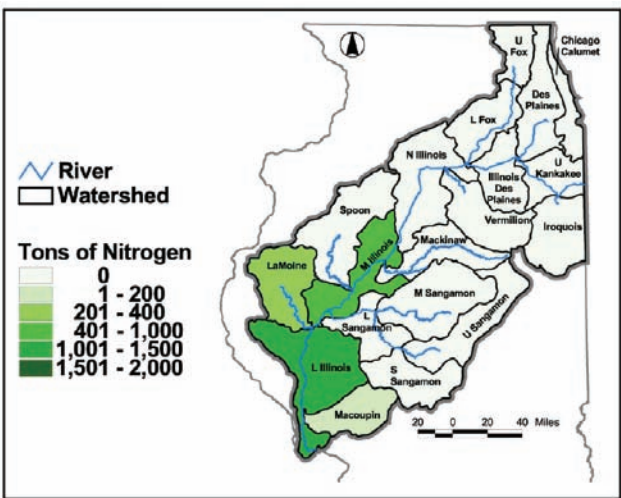 U
Fox
Chicago
Calumet
Des
Plaines
L Fox
N Illinois
U
Kankakee
Illinois
Des
Plaines
River
Watershed
Spoon
Vermilion
Iroquois
Mackinaw
M Illinois
Tons of Nitrogen
0
1 - 200
201 - 400
401 - 1,000
1,001 - 1,500
1,501 - 2,000
LaMoine
M Sangamon
L
Sangamon
U Sangamon
L Illinois
S
Sangamon
Macoupin
20 0 20 40 Miles